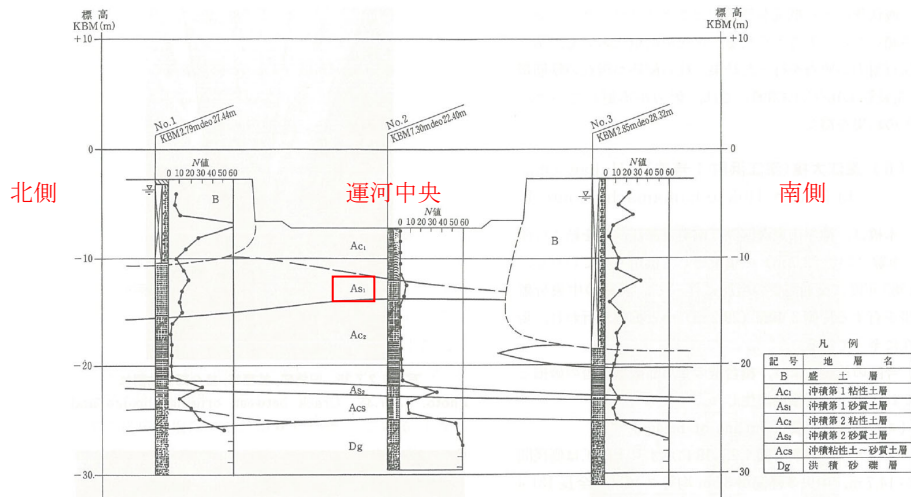 標 高
KBM(m)
標 高
KBM(m)
+10
+10
No.1
KBM2.79mdeo27.44m
No.2
KBM7.30mdeo22.40m
No.3
KBM2.85mdeo28.32m
0
0
N値
0 10 20 30 40 50 60
N値
0 10 20 30 40 50 60
N値
0 10 20 30 40 50 60
北側
運河中央
南側
B
B
Ac₁
-10
-10
As₁
Ac₂
-20
-20
As₂
Acs
Dg
-30
-30
凡 例
記 号 地 層 名
B 盛 土 層
Ac₁ 沖積第1粘性土層
As₁ 沖積第1砂質土層
Ac₂ 沖積第2粘性土層
As₂ 沖積第2砂質土層
Acs 沖積粘性土～砂質土層
Dg 洪 積 砂 礫 層